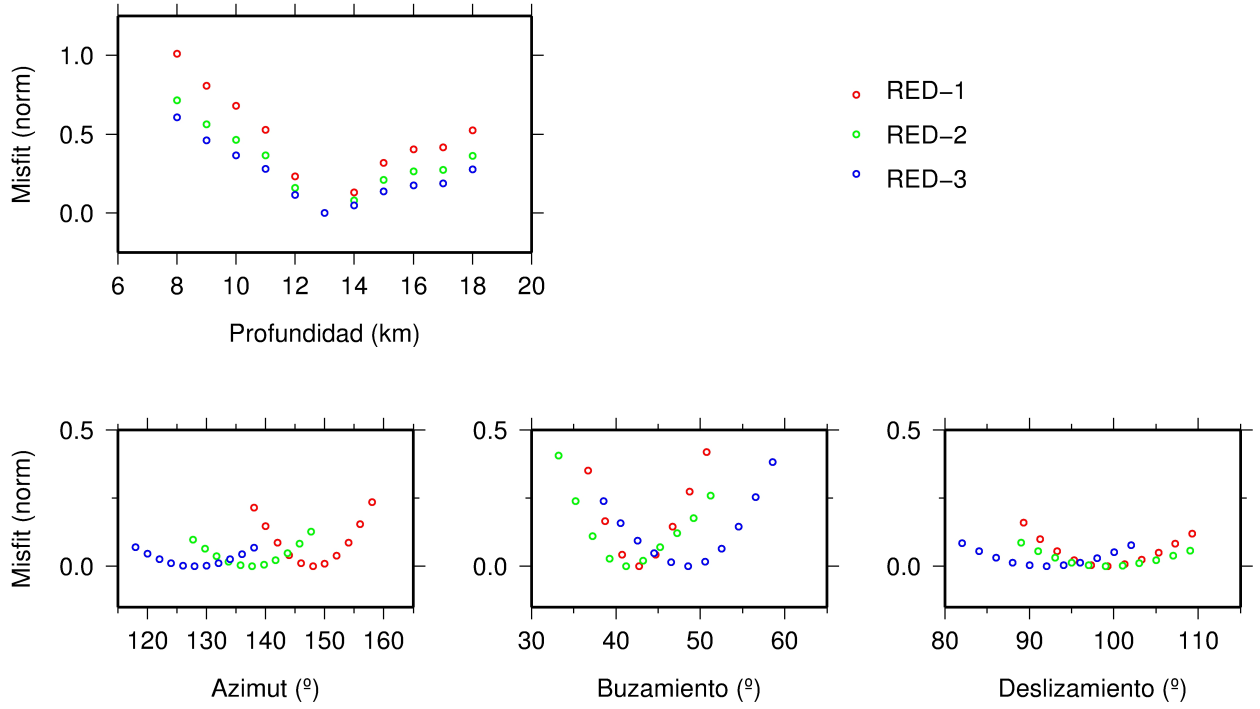 Misfit (norm)
1.0
0.5
0.0
6 8 10 12 14 16 18 20
Profundidad (km)
RED−1
RED−2
RED−3
Misfit (norm)
0.5
0.0
120 130 140 150 160
Azimut (º)
0.5
0.0
30 40 50 60
Buzamiento (º)
0.5
0.0
80 90 100 110
Deslizamiento (º)